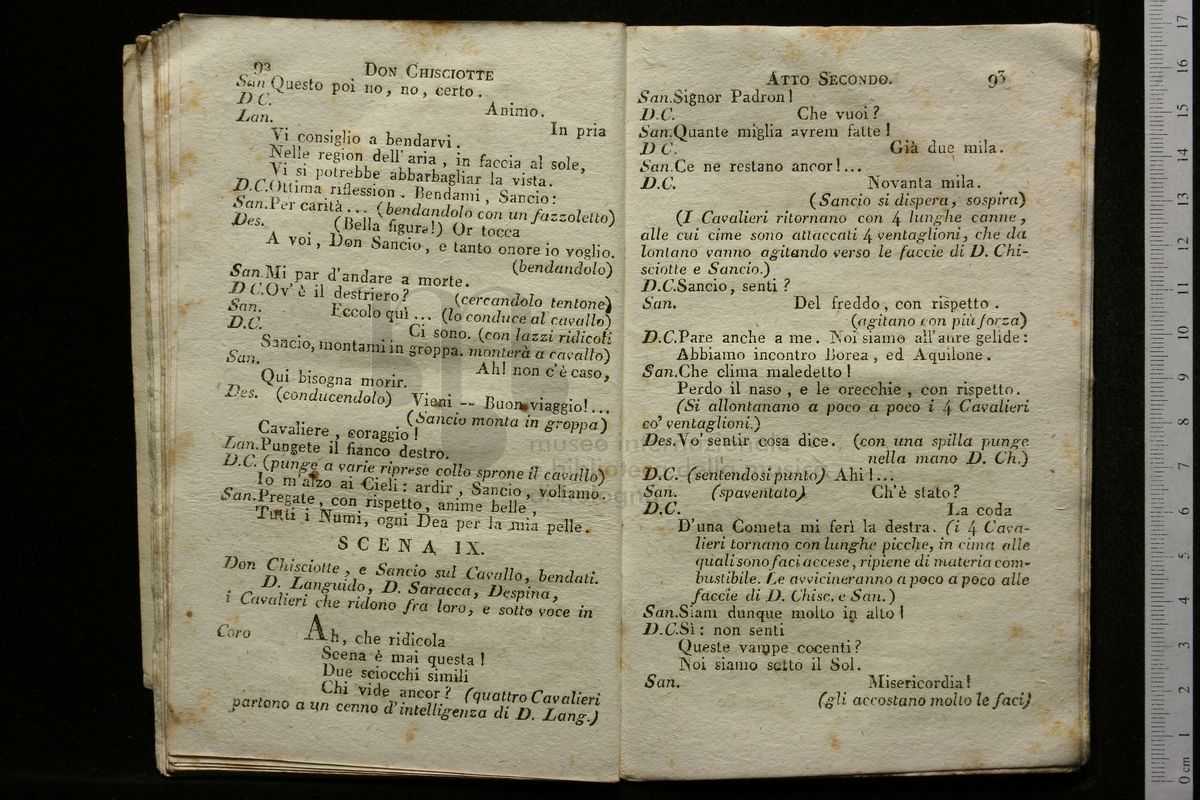 92 DON CHISCIOTTE
San Questo poi no, no, certo.
D C. Animo.
Lan. In pria
Vi consiglio a bendarvi.
Nelle region dell'aria, in faccia al sole,
Vi si potrebbe abbarbagliar la vista.
D.C. Ottima riflession. Bendami, Sancio:
San. Per carità... (bendandolo con un fazzoletto)
Des. (Bella figura!) Or tocca
A voi, Don Sancio, e tanto onore io voglio.
(bendandolo)
San. Mi par d'andare a morte.
D C. Ov'è il destriero? (cercandolo tentone)
San. Eccolo quì... (lo conduce al cavallo)
D.C. Ci sono. (con lazzi ridicoli
Sancio, montami in groppa. monterà a cavallo)
San. Ah! non c'è caso,
Qui bisogna morir.
Des. (conducendolo) Vieni -- Buon viaggio!...
(Sancio monta in groppa)
Cavaliere, coraggio!
Lan. Pungete il fianco destro.
D.C. (punge a varie riprese collo sprone il cavallo)
Io m'alzo ai Cieli: ardir, Sancio, voliamo.
San. Pregate, con rispetto, anime belle,
Tutti i Numi, ogni Dea per la mia pelle.
SCENA IX.
Don Chisciotte, e Sancio sul Cavallo, bendati.
D. Languido, D. Saracca, Despina,
i Cavalieri che ridono fra loro, e sotto voce in
Coro Ah, che ridicola
Scena è mai questa!
Due sciocchi simili
Chi vide ancor? (quattro Cavalieri
partono a un cenno d'intelligenza di D. Lang.)
ATTO SECONDO. 93
San. Signor Padron!
D.C. Che vuoi?
San. Quante miglia avrem fatte!
D C. Già due mila.
San. Ce ne restano ancor!...
D.C. Novanta mila.
(Sancio si dispera, sospira)
(I Cavalieri ritornano con 4 lunghe canne,
alle cui cime sono attaccati 4 ventaglioni, che da
lontano vanno agitando verso le faccie di D. Chi-
sciotte e Sancio.)
D.C. Sancio, senti?
San. Del freddo, con rispetto.
(agitano con più forza)
D.C. Pare anche a me. Noi siamo all'aure gelide:
Abbiamo incontro Borea, ed Aquilone.
San. Che clima maledetto!
Perdo il naso, e le orecchie, con rispetto.
(Si allontanano a poco a poco i 4 Cavalieri
co' ventaglioni.)
Des. Vo' sentir cosa dice. (con una spilla punge
nella mano D. Ch.)
D.C. (sentendosi punto) Ahi!...
San. (spaventato) Ch'è stato?
D.C. La coda
D'una Cometa mi ferì la destra. (i 4 Cava-
lieri tornano con lunghe picche, in cima alle
quali sono faci accese, ripiene di materia com-
bustibile. Le avvicineranno a poco a poco alle
faccie di D. Chisc. e San.)
San. Siam dunque molto in alto!
D.C. Sì: non senti
Queste vampe cocenti?
Noi siamo sotto il Sol.
San. Misericordia!
(gli accostano molto le faci)